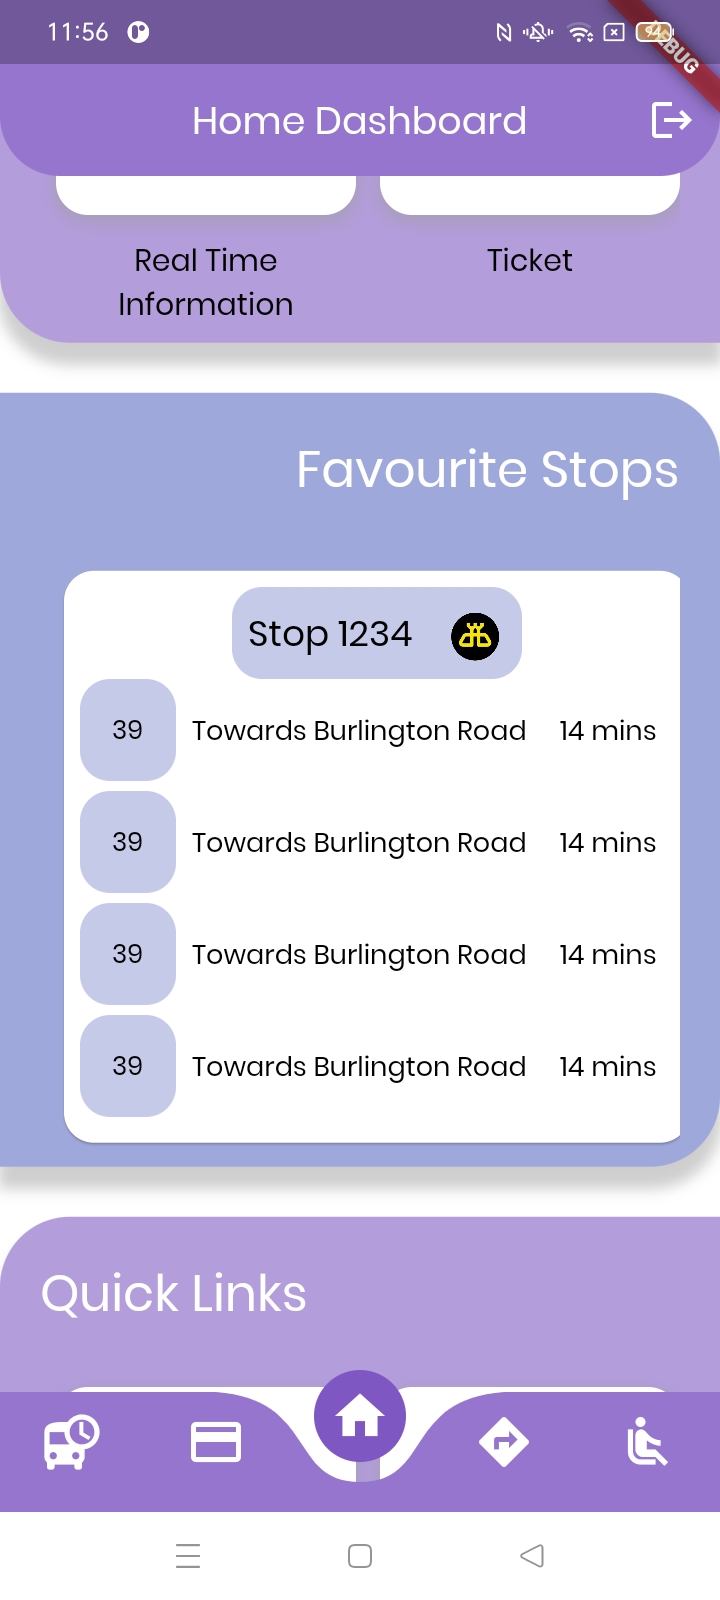 11:56
94
DEBUG
Home Dashboard
Real Time
Information
Ticket
Favourite Stops
Stop 1234
39 Towards Burlington Road 14 mins
39 Towards Burlington Road 14 mins
39 Towards Burlington Road 14 mins
39 Towards Burlington Road 14 mins
Quick Links